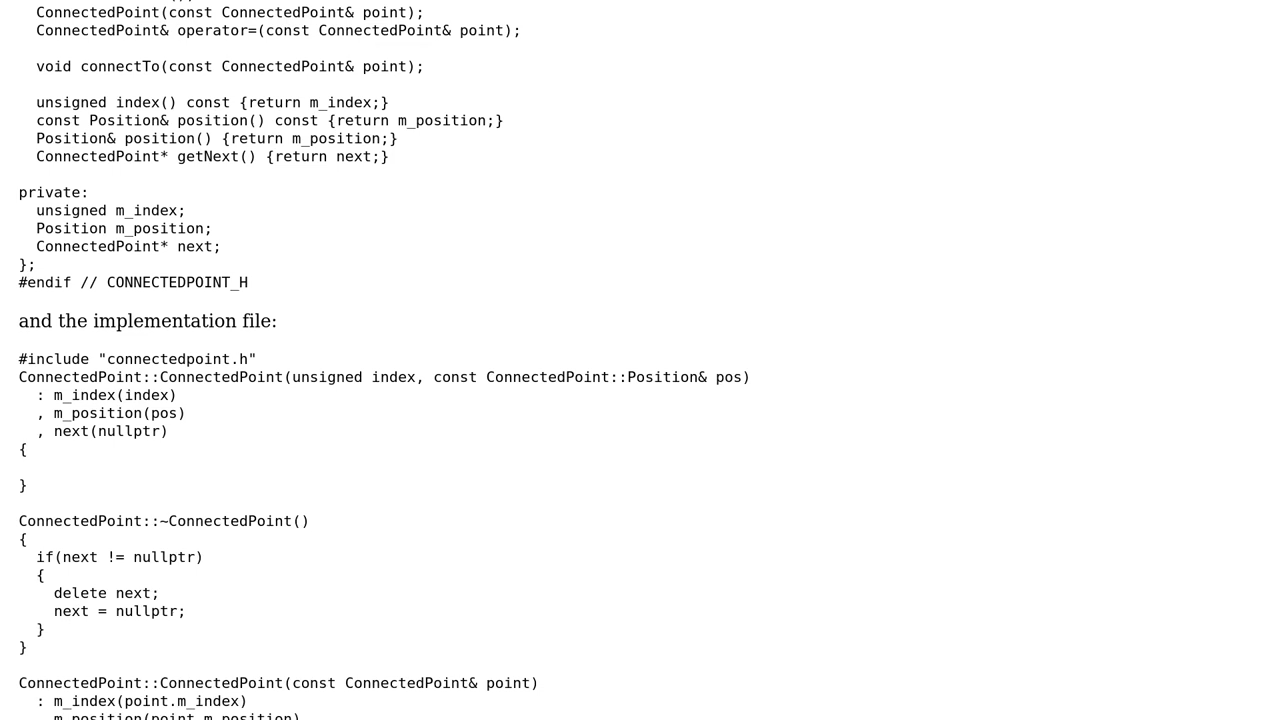 ConnectedPoint(const ConnectedPoint& point);
ConnectedPoint& operator=(const ConnectedPoint& point);
void connectTo(const ConnectedPoint& point);
unsigned index() const {return m_index;}
const Position& position() const {return m_position;}
Position& position() {return m_position;}
ConnectedPoint* getNext() {return next;}
private:
unsigned m_index;
Position m_position;
ConnectedPoint* next;
};
#endif // CONNECTEDPOINT_H
and the implementation file:
#include "connectedpoint.h"
ConnectedPoint::ConnectedPoint(unsigned index, const ConnectedPoint::Position& pos)
: m_index(index)
, m_position(pos)
, next(nullptr)
{
}
ConnectedPoint::~ConnectedPoint()
{
if(next != nullptr)
{
delete next;
next = nullptr;
}
}
ConnectedPoint::ConnectedPoint(const ConnectedPoint& point)
: m_index(point.m_index)
m_position(point.m_position)